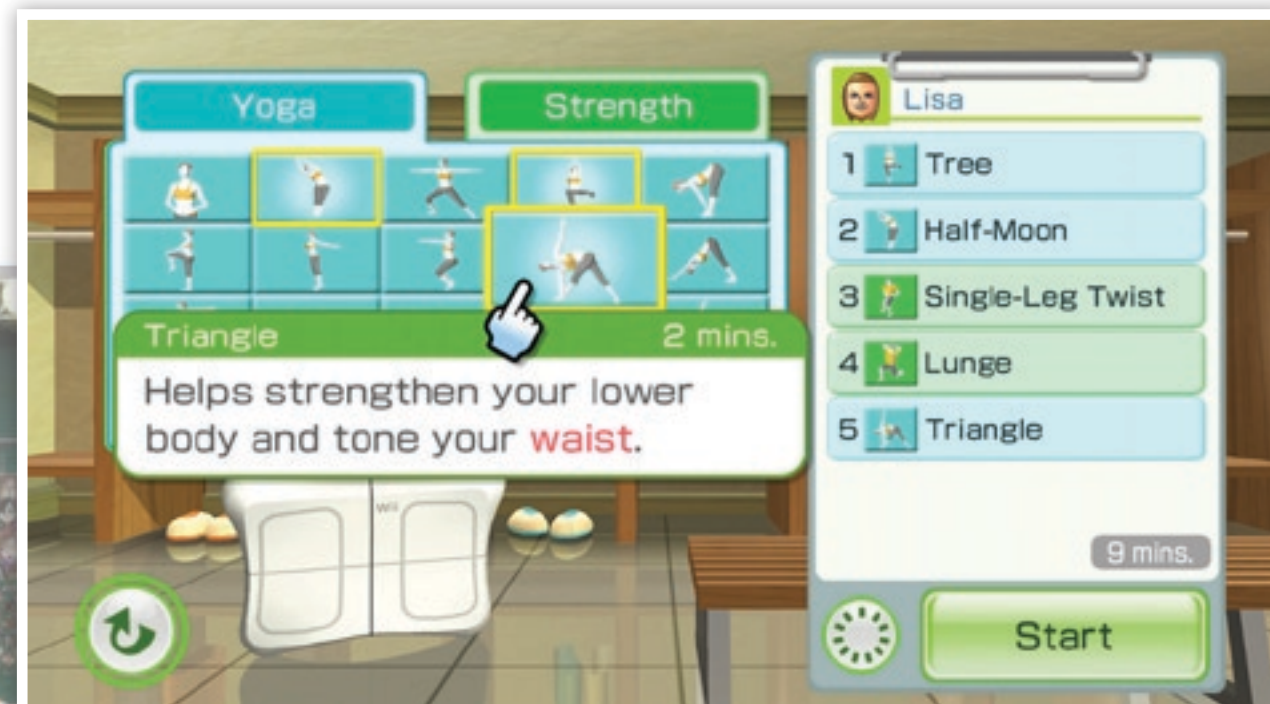 Yoga
Strength
Triangle
2 mins.
Helps strengthen your lower
body and tone your waist.
Wii
Lisa
1 Tree
2 Half-Moon
3 Single-Leg Twist
4 Lunge
5 Triangle
9 mins.
Start